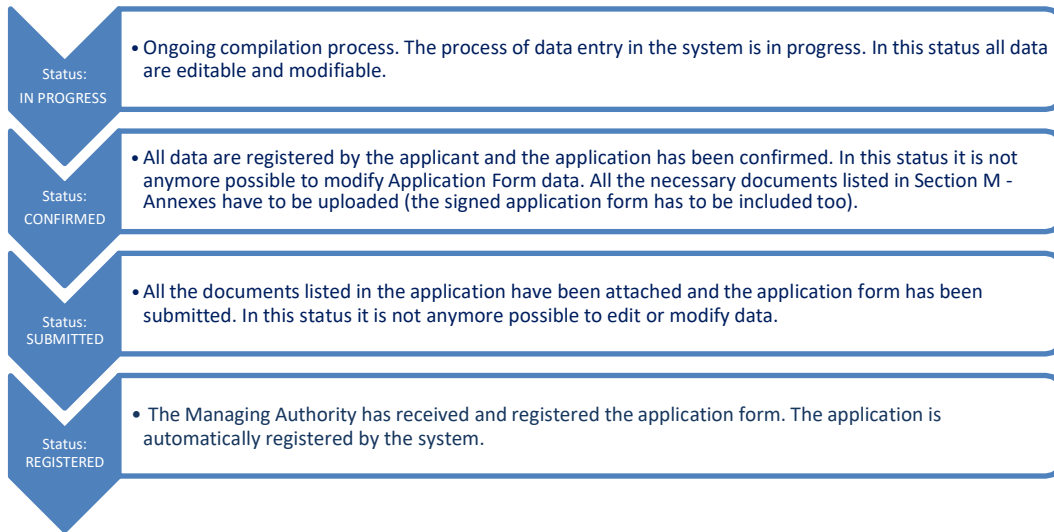 Status:
IN PROGRESS
• Ongoing compilation process. The process of data entry in the system is in progress. In this status all data
are editable and modifiable.
Status:
CONFIRMED
• All data are registered by the applicant and the application has been confirmed. In this status it is not
anymore possible to modify Application Form data. All the necessary documents listed in Section M -
Annexes have to be uploaded (the signed application form has to be included too).
Status:
SUBMITTED
• All the documents listed in the application have been attached and the application form has been
submitted. In this status it is not anymore possible to edit or modify data.
Status:
REGISTERED
• The Managing Authority has received and registered the application form. The application is
automatically registered by the system.